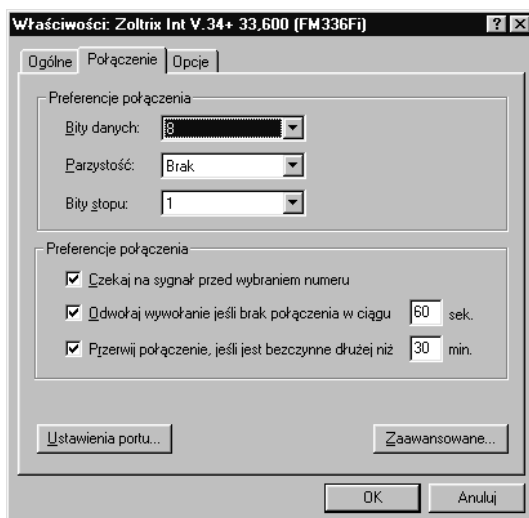 Właściwości: Zoltrix Int V.34+ 33,600 (FM336Fi)
Ogólne Połączenie Opcje
Preferencje połączenia
Bity danych: 8
Parzystość: Brak
Bity stopu: 1
Preferencje połączenia
Czekaj na sygnał przed wybraniem numeru
Odwołaj wywołanie jeśli brak połączenia w ciągu 60 sek.
Przerwij połączenie, jeśli jest bezczynne dłużej niż 30 min.
Ustawienia portu... Zaawansowane...
OK Anuluj